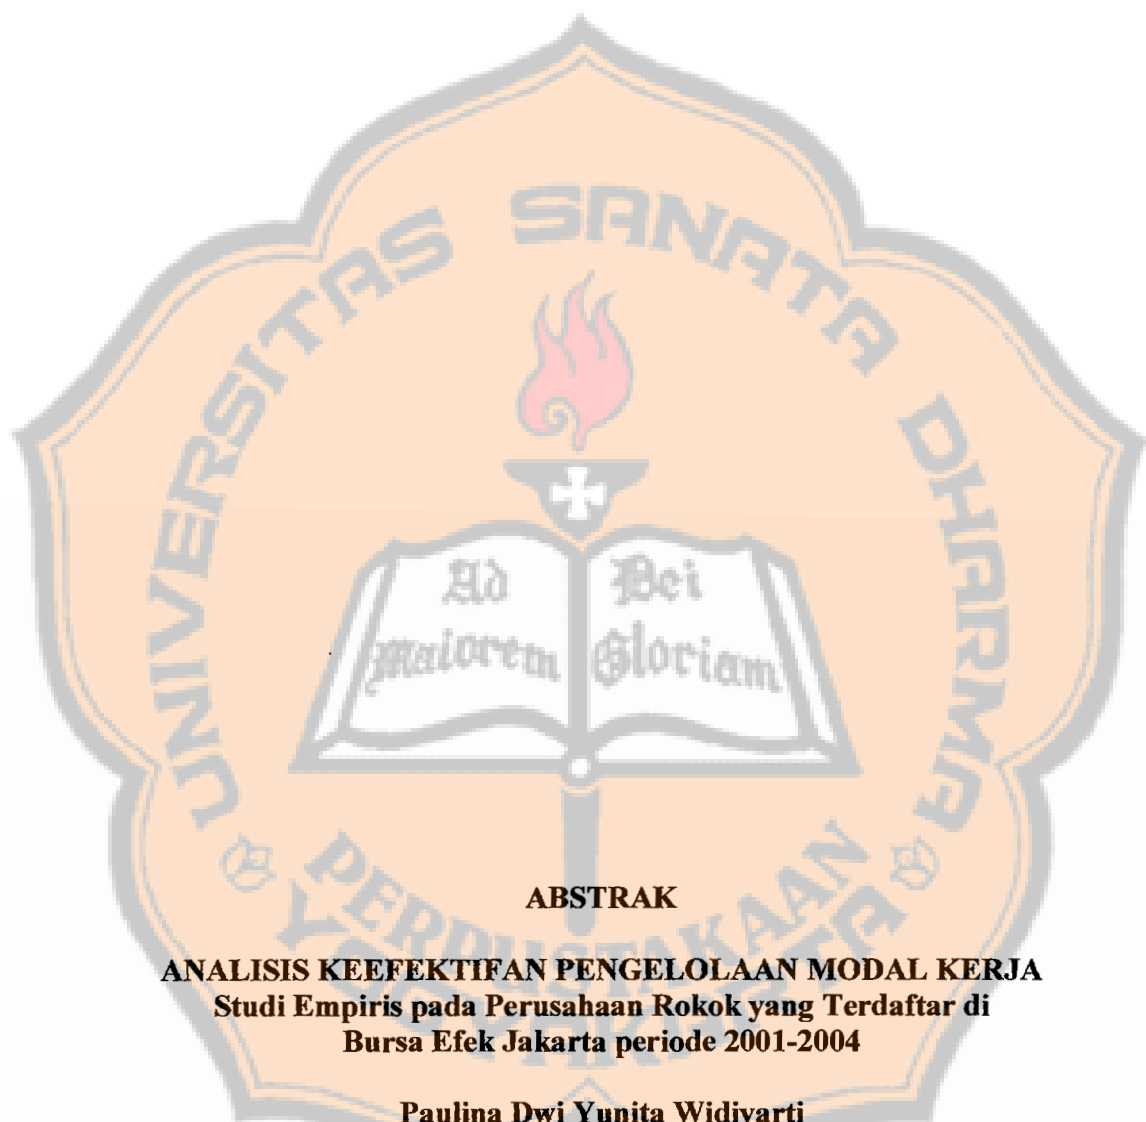 UNIVERSITAS SANATA DHARMA
Ad Dei
maiorem Gloriam
PERPUSTAKAAN
YOGYAKARTA
ABSTRAK
ANALISIS KEEFEKTIFAN PENGELOLAAN MODAL KERJA
Studi Empiris pada Perusahaan Rokok yang Terdaftar di
Bursa Efek Jakarta periode 2001-2004
Paulina Dwi Yunita Widiyarti